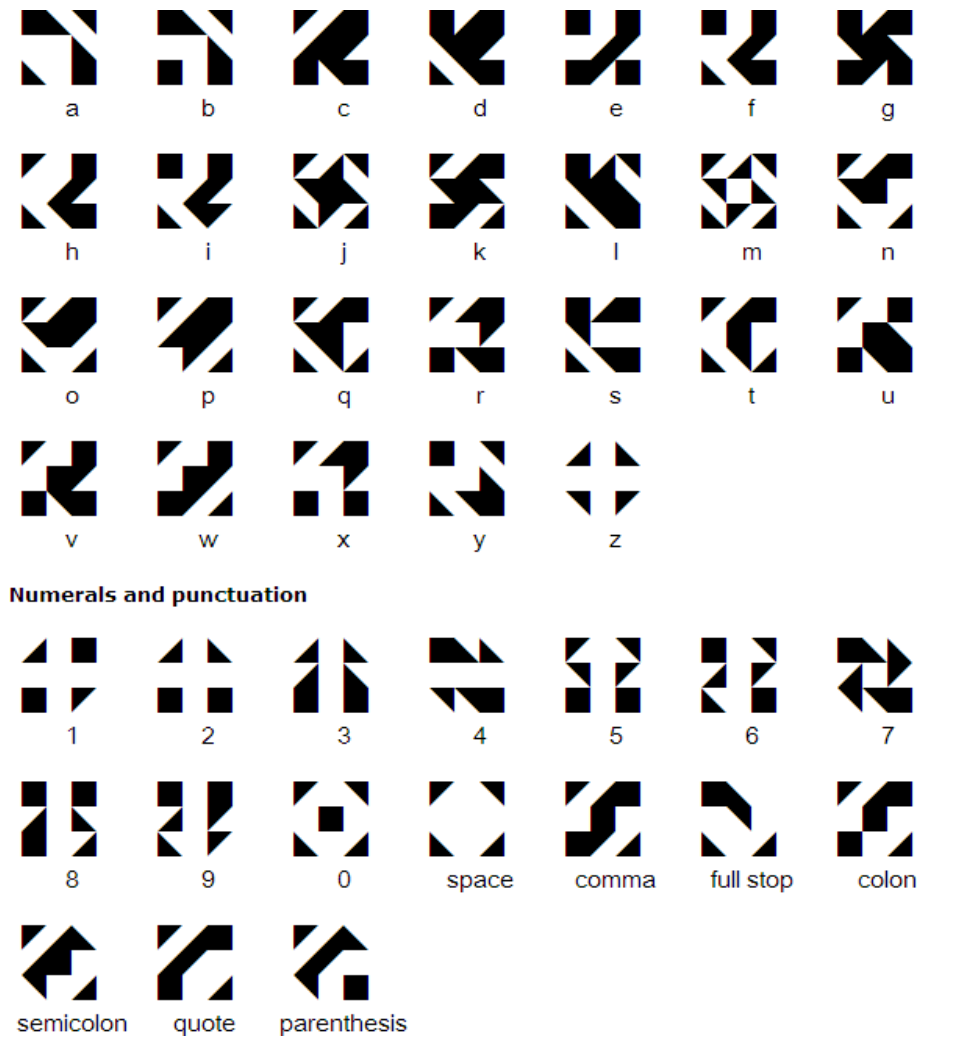 a b c d e f g
h i j k l m n
o p q r s t u
v w x y z
Numerals and punctuation
1 2 3 4 5 6 7
8 9 0 space comma full stop colon
semicolon quote parenthesis